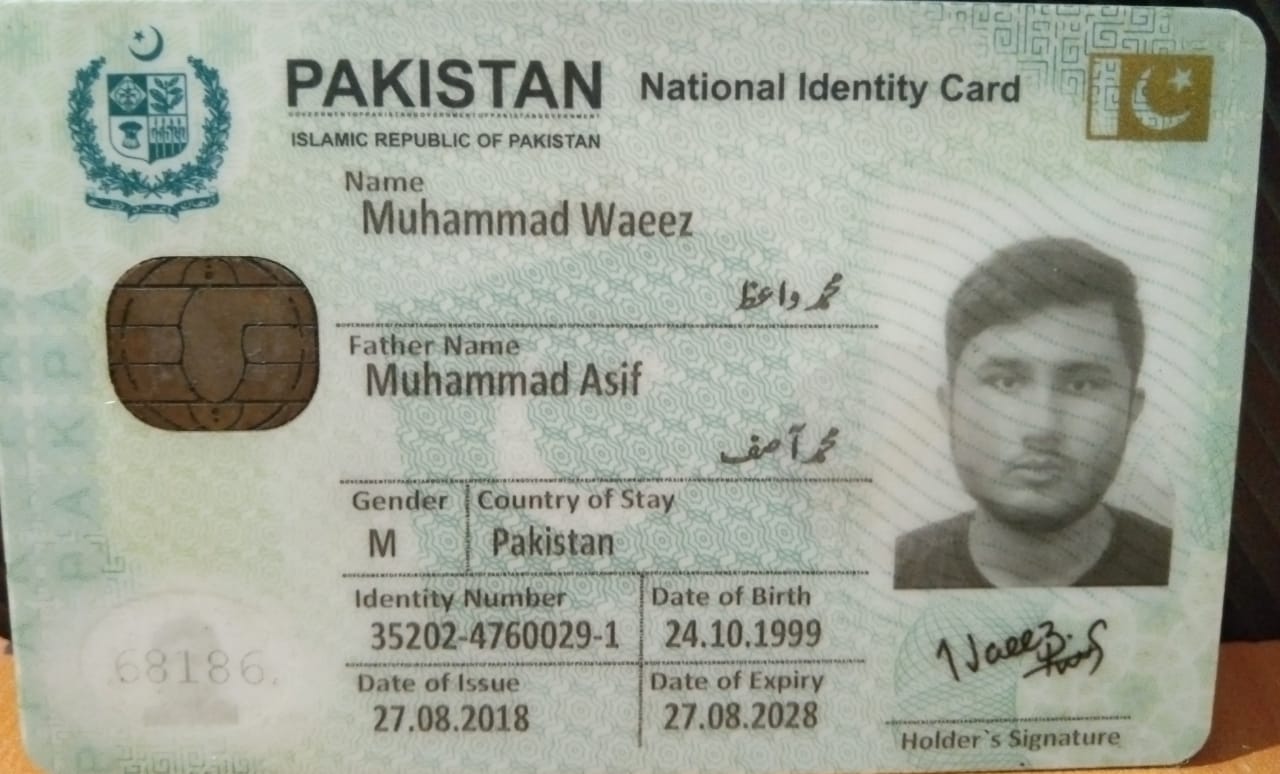 PAKISTAN National Identity Card
ISLAMIC REPUBLIC OF PAKISTAN
Name
Muhammad Waeez
محمد واعظ
Father Name
Muhammad Asif
محمد آصف
Gender Country of Stay
M Pakistan
Identity Number Date of Birth
35202-4760029-1 24.10.1999
Date of Issue Date of Expiry
27.08.2018 27.08.2028
68186
Waeez
Holder`s Signature